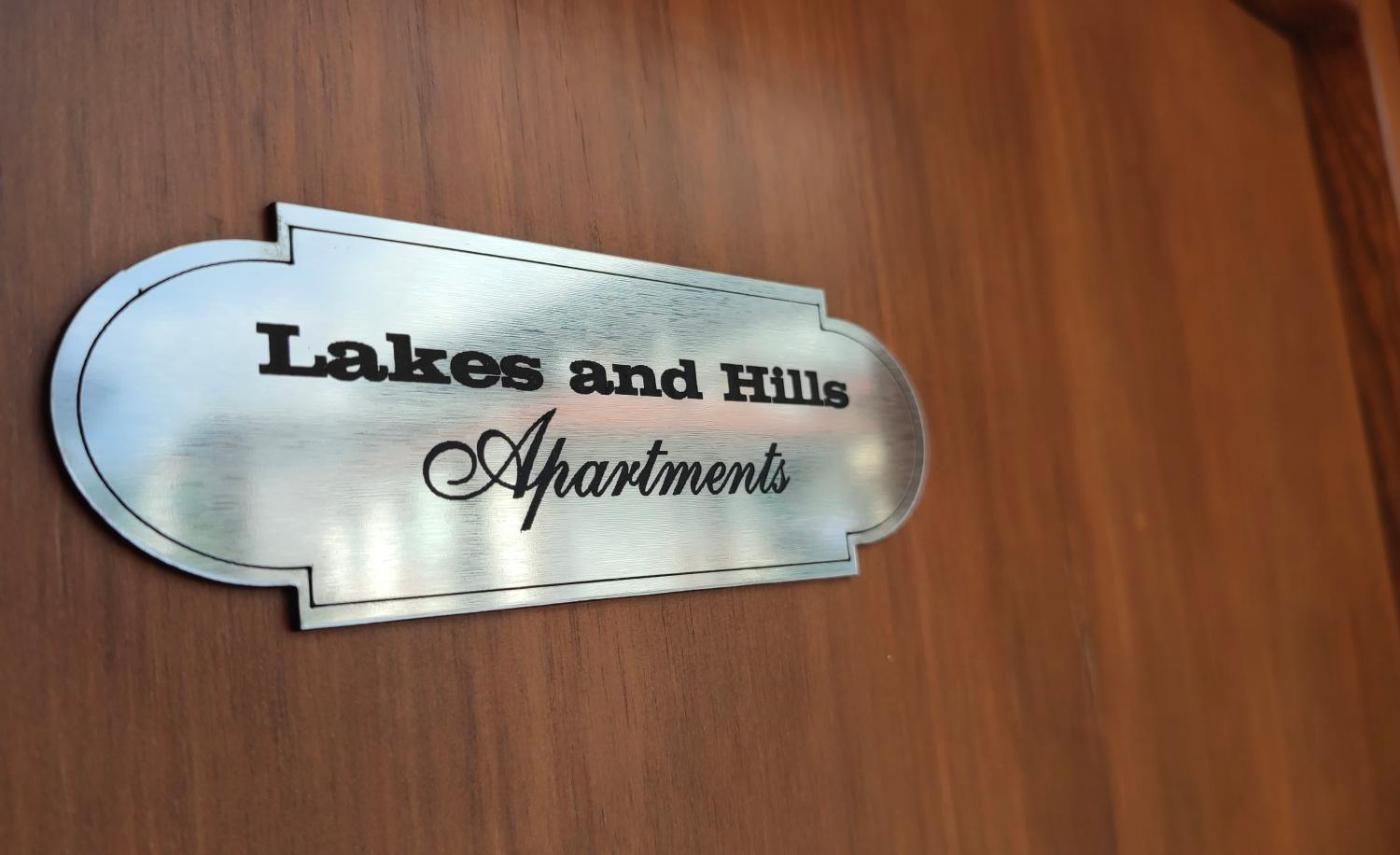 Lakes and Hills
Apartments